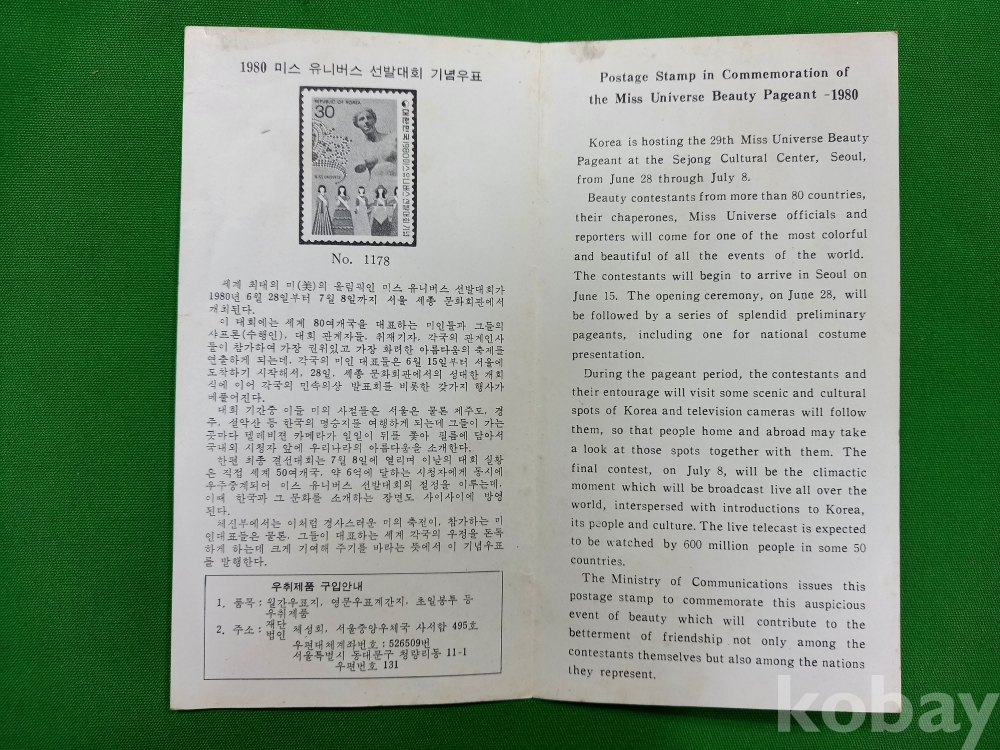 1980 미스 유니버스 선발대회 기념우표
REPUBLIC OF KOREA
30
대한민국 1980 미스 유니버스 선발대회 기념
No. 1178
세계 최대의 미(美)의 올림픽인 미스 유니버스 선발대회가
1980년 6월 28일부터 7월 8일까지 서울 세종 문화회관에서
개최된다.
이 대회에는 세계 80여개국을 대표하는 미인들과 그들의
샤프론(수행인), 대회 관계자들, 취재기자, 각국의 관계인사
들이 참가하여 가장 권위있고 가장 화려한 아름다움의 축제를
연출하게 되는데, 각국의 미인 대표들은 6월 15일부터 서울에
도착하기 시작해서, 28일, 세종 문화회관에서의 성대한 개회
식에 이어 각국의 민속의상 발표회를 비롯한 갖가지 행사가
베풀어진다.
대회 기간중 이들 미의 사절들은 서울은 물론 제주도, 경
주, 설악산 등 한국의 명승지를 여행하게 되는데 그들이 가는
곳마다 텔레비젼 카메라가 일일이 뒤를 쫓아 필름에 담아서
국내외 시청자 앞에 우리나라의 아름다움을 소개한다.
한편 최종 결선대회는 7월 8일에 열리며 이날의 대회 실황
은 직접 세계 50여개국, 약 6억에 달하는 시청자에게 동시에
우주중계되어 미스 유니버스 선발대회의 절정을 이루는데,
이때 한국과 그 문화를 소개하는 장면도 사이사이에 방영
된다.
체신부에서는 이처럼 경사스러운 미의 축전이, 참가하는 미
인대표들은 물론, 그들이 대표하는 세계 각국의 우정을 돈독
하게 하는데 크게 기여해 주기를 바라는 뜻에서 이 기념우표
를 발행한다.
우취제품 구입안내
1. 품목 : 월간우표지, 영문우표계간지, 초일봉투 등
우취제품
2. 주소 : 재단법인 체성회, 서울중앙우체국 사서함 495호
우편대체계좌번호 : 526509번
서울특별시 동대문구 청량리동 11-1
우편번호 131
Postage Stamp in Commemoration of
the Miss Universe Beauty Pageant -1980
Korea is hosting the 29th Miss Universe Beauty
Pageant at the Sejong Cultural Center, Seoul,
from June 28 through July 8.
Beauty contestants from more than 80 countries,
their chaperones, Miss Universe officials and
reporters will come for one of the most colorful
and beautiful of all the events of the world.
The contestants will begin to arrive in Seoul on
June 15. The opening ceremony, on June 28, will
be followed by a series of splendid preliminary
pageants, including one for national costume
presentation.
During the pageant period, the contestants and
their entourage will visit some scenic and cultural
spots of Korea and television cameras will follow
them, so that people home and abroad may take
a look at those spots together with them. The
final contest, on July 8, will be the climactic
moment which will be broadcast live all over the
world, interspersed with introductions to Korea,
its people and culture. The live telecast is expected
to be watched by 600 million people in some 50
countries.
The Ministry of Communications issues this
postage stamp to commemorate this auspicious
event of beauty which will contribute to the
betterment of friendship not only among the
contestants themselves but also among the nations
they represent.
kobay